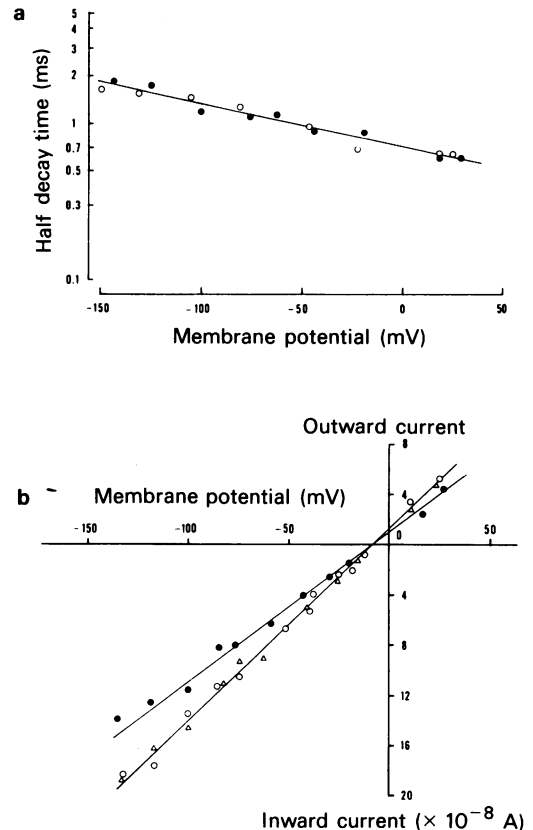 a
Half decay time (ms)
5
4
3
2
1
0.7
0.5
0.3
0.1
-150 -100 -50 0 50
Membrane potential (mV)
Outward current
8
b Membrane potential (mV)
4
-150 -100 -50 0 50
4
8
12
16
20
Inward current (× 10⁻⁸ A)